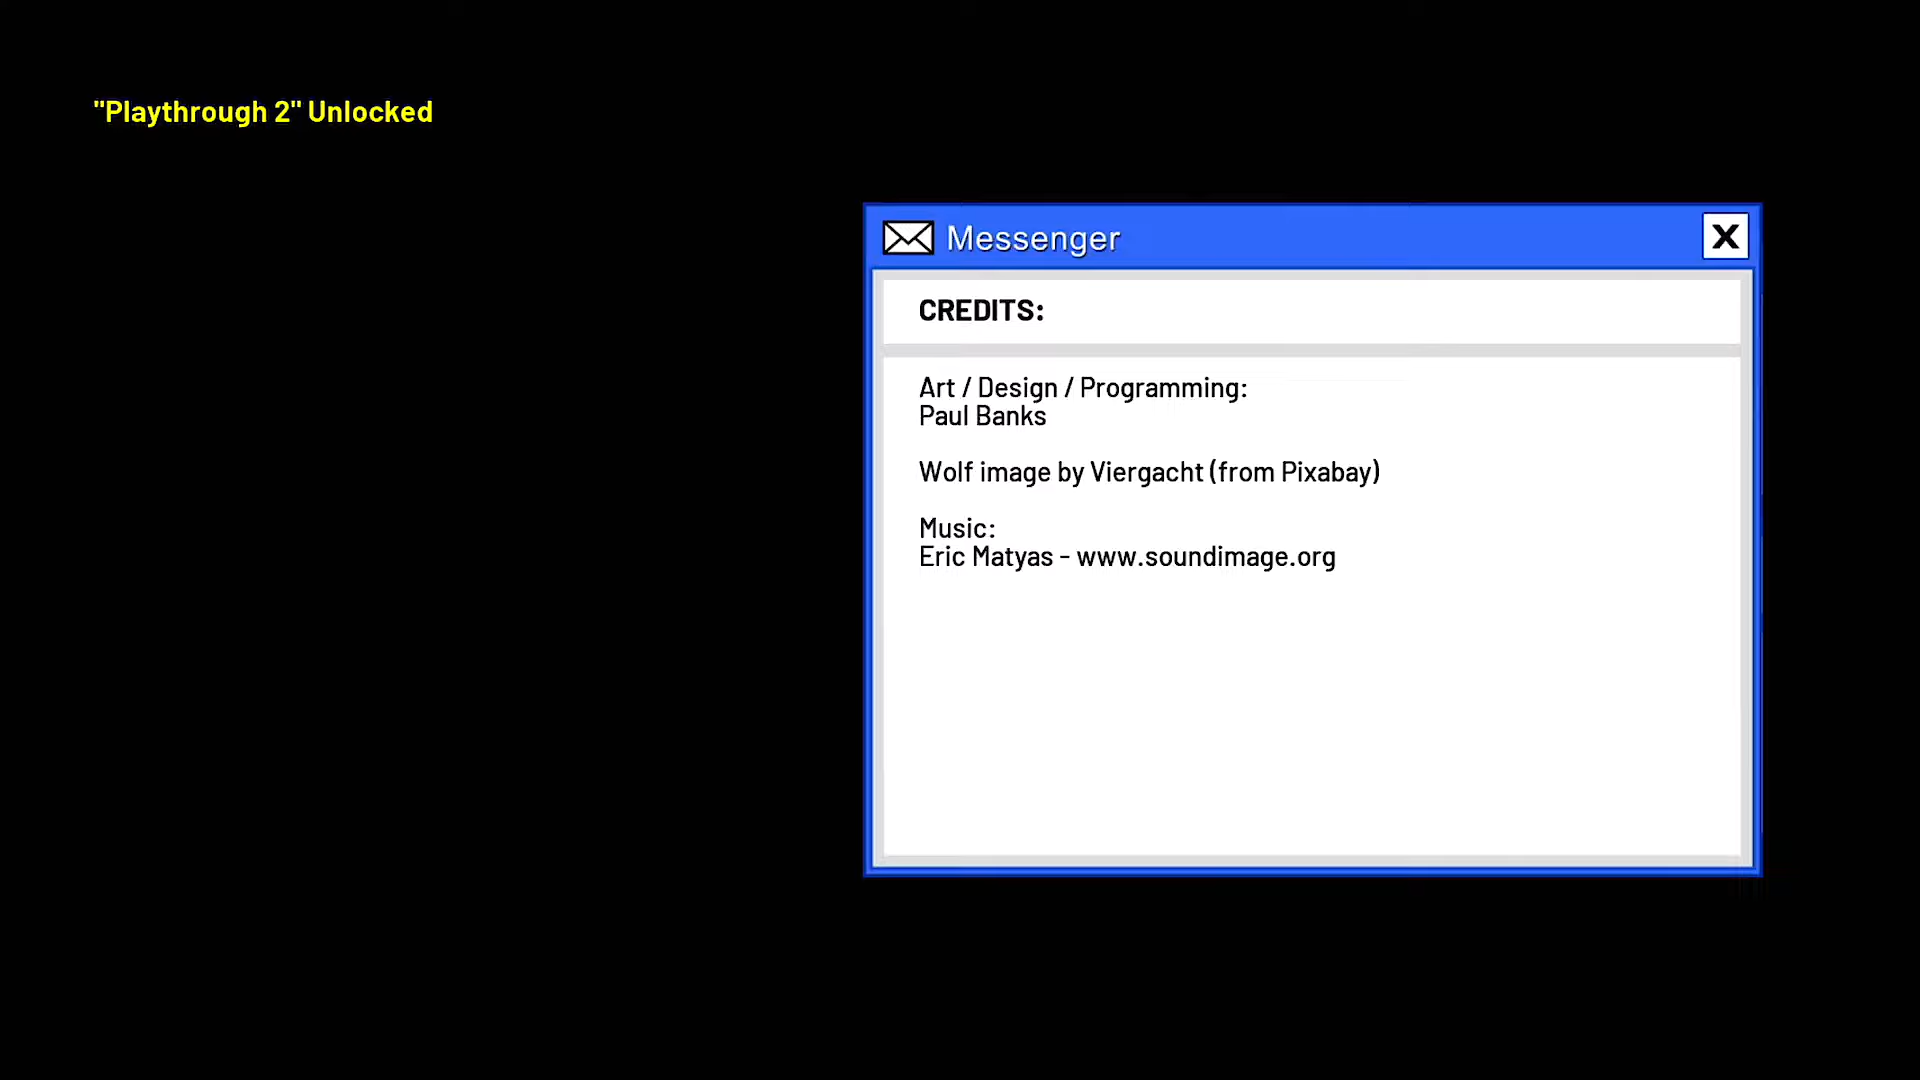 "Playthrough 2" Unlocked
Messenger
X
CREDITS:
Art / Design / Programming:
Paul Banks
Wolf image by Viergacht (from Pixabay)
Music:
Eric Matyas - www.soundimage.org